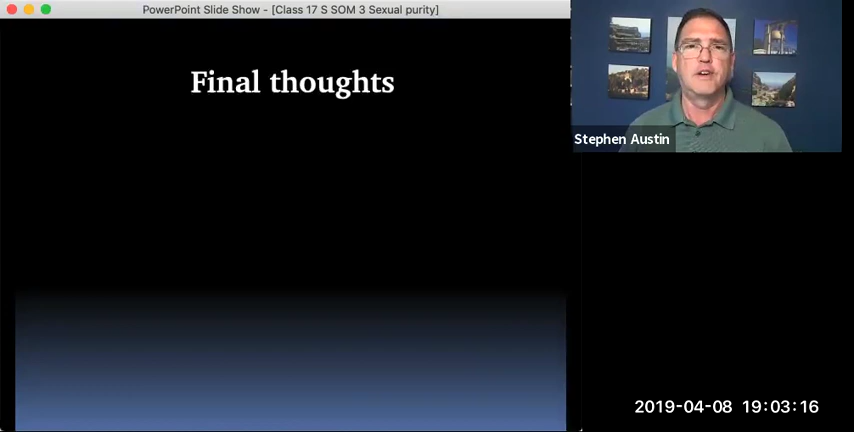 PowerPoint Slide Show - [Class 17 S SOM 3 Sexual purity]
Final thoughts
Stephen Austin
2019-04-08 19:03:16